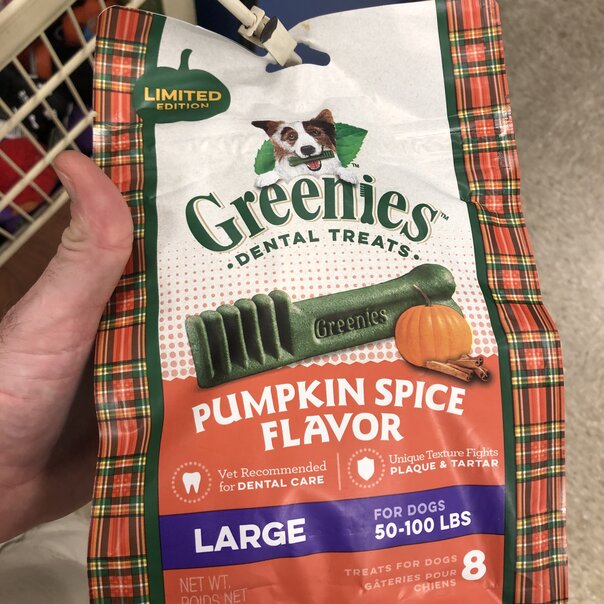 LIMITED
EDITION
Greenies™
• DENTAL TREATS •
Greenies
PUMPKIN SPICE
FLAVOR
Vet Recommended
for DENTAL CARE
Unique Texture Fights
PLAQUE & TARTAR
LARGE
FOR DOGS
50-100 LBS
TREATS FOR DOGS
GÂTERIES POUR
CHIENS
8
NET WT.
POIDS NET